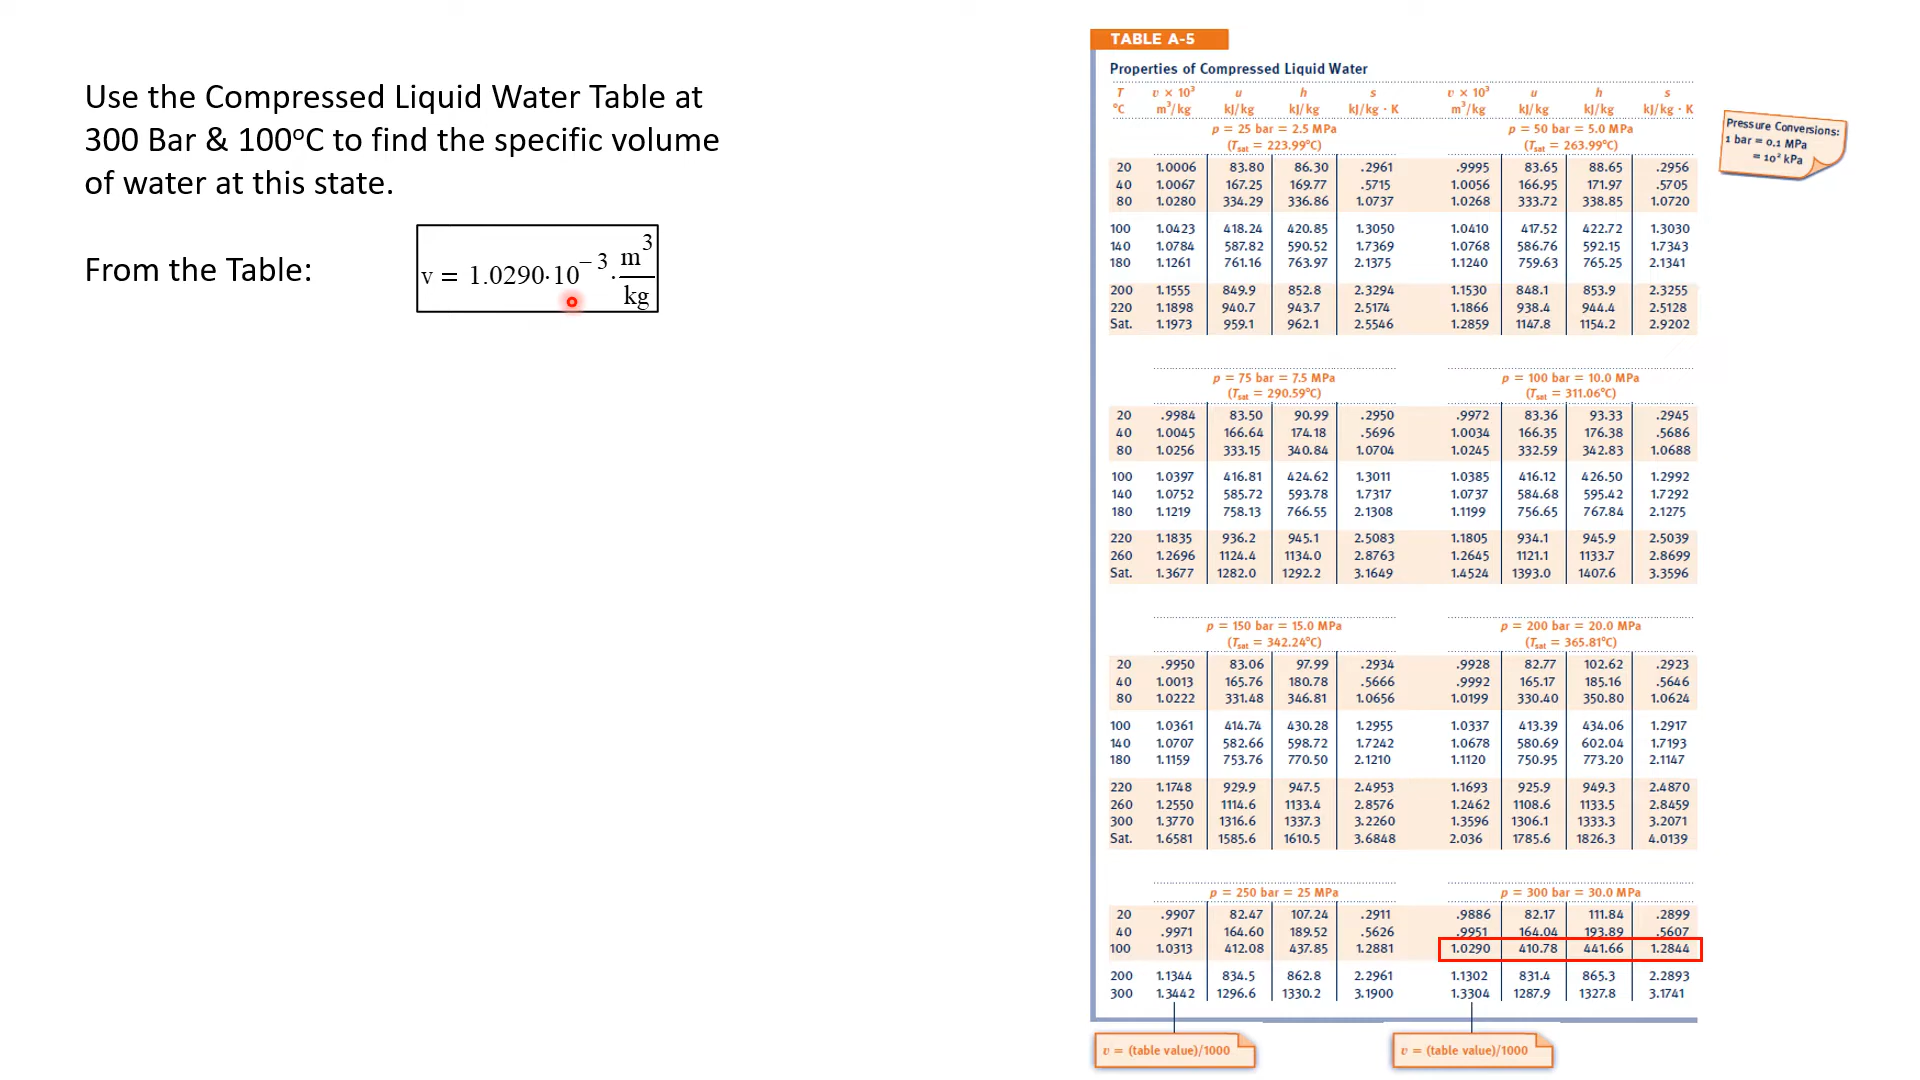 Use the Compressed Liquid Water Table at
300 Bar & 100ºC to find the specific volume
of water at this state.
From the Table:
v = 1.0290·10⁻³ · m³/kg
TABLE A-5
Properties of Compressed Liquid Water
T v × 10³ u h s v × 10³ u h s
°C m³/kg kJ/kg kJ/kg kJ/kg · K m³/kg kJ/kg kJ/kg kJ/kg · K
p = 25 bar = 2.5 MPa p = 50 bar = 5.0 MPa
(Tsat = 223.99°C) (Tsat = 263.99°C)
20 1.0006 83.80 86.30 .2961 .9995 83.65 88.65 .2956
40 1.0067 167.25 169.77 .5715 1.0056 166.95 171.97 .5705
80 1.0280 334.29 336.86 1.0737 1.0268 333.72 338.85 1.0720
100 1.0423 418.24 420.85 1.3050 1.0410 417.52 422.72 1.3030
140 1.0784 587.82 590.52 1.7369 1.0768 586.76 592.15 1.7343
180 1.1261 761.16 763.97 2.1375 1.1240 759.63 765.25 2.1341
200 1.1555 849.9 852.8 2.3294 1.1530 848.1 853.9 2.3255
220 1.1898 940.7 943.7 2.5174 1.1866 938.4 944.4 2.5128
Sat. 1.1973 959.1 962.1 2.5546 1.2859 1147.8 1154.2 2.9202
p = 75 bar = 7.5 MPa p = 100 bar = 10.0 MPa
(Tsat = 290.59°C) (Tsat = 311.06°C)
20 .9984 83.50 90.99 .2950 .9972 83.36 93.33 .2945
40 1.0045 166.64 174.18 .5696 1.0034 166.35 176.38 .5686
80 1.0256 333.15 340.84 1.0704 1.0245 332.59 342.83 1.0688
100 1.0397 416.81 424.62 1.3011 1.0385 416.12 426.50 1.2992
140 1.0752 585.72 593.78 1.7317 1.0737 584.68 595.42 1.7292
180 1.1219 758.13 766.55 2.1308 1.1199 756.65 767.84 2.1275
220 1.1835 936.2 945.1 2.5083 1.1805 934.1 945.9 2.5039
260 1.2696 1124.4 1134.0 2.8763 1.2645 1121.1 1133.7 2.8699
Sat. 1.3677 1282.0 1292.2 3.1649 1.4524 1393.0 1407.6 3.3596
p = 150 bar = 15.0 MPa p = 200 bar = 20.0 MPa
(Tsat = 342.24°C) (Tsat = 365.81°C)
20 .9950 83.06 97.99 .2934 .9928 82.77 102.62 .2923
40 1.0013 165.76 180.78 .5666 .9992 165.17 185.16 .5646
80 1.0222 331.48 346.81 1.0656 1.0199 330.40 350.80 1.0624
100 1.0361 414.74 430.28 1.2955 1.0337 413.39 434.06 1.2917
140 1.0707 582.66 598.72 1.7242 1.0678 580.69 602.04 1.7193
180 1.1159 753.76 770.50 2.1210 1.1120 750.95 773.20 2.1147
220 1.1748 929.9 947.5 2.4953 1.1693 925.9 949.3 2.4870
260 1.2550 1114.6 1133.4 2.8576 1.2462 1108.6 1133.5 2.8459
300 1.3770 1316.6 1337.3 3.2260 1.3596 1306.1 1333.3 3.2071
Sat. 1.6581 1585.6 1610.5 3.6848 2.036 1785.6 1826.3 4.0139
p = 250 bar = 25 MPa p = 300 bar = 30.0 MPa
20 .9907 82.47 107.24 .2911 .9886 82.17 111.84 .2899
40 .9971 164.60 189.52 .5626 .9951 164.04 193.89 .5607
100 1.0313 412.08 437.85 1.2881 1.0290 410.78 441.66 1.2844
200 1.1344 834.5 862.8 2.2961 1.1302 831.4 865.3 2.2893
300 1.3442 1296.6 1330.2 3.1900 1.3304 1287.9 1327.8 3.1741
v = (table value)/1000 v = (table value)/1000
Pressure Conversions:
1 bar = 0.1 MPa
= 10² kPa